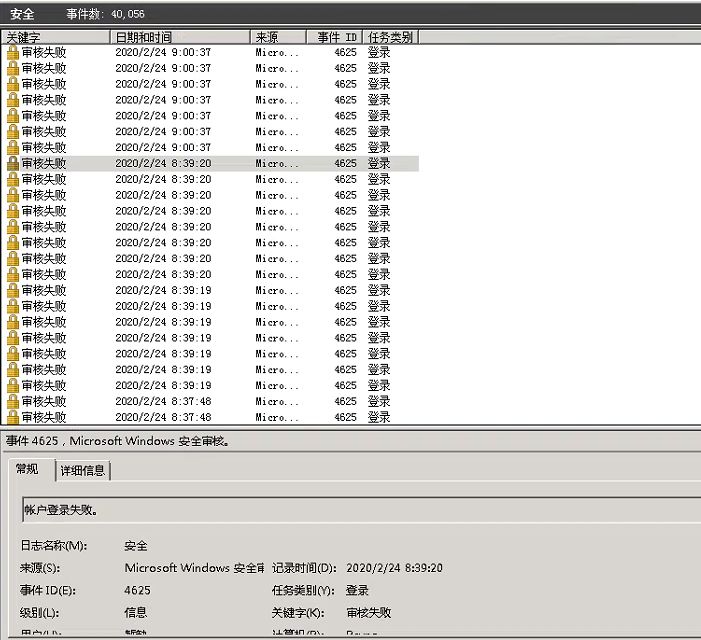 安全 事件数: 40,056
关键字 日期和时间 来源 事件 ID 任务类别
审核失败 2020/2/24 9:00:37 Micro... 4625 登录
审核失败 2020/2/24 9:00:37 Micro... 4625 登录
审核失败 2020/2/24 9:00:37 Micro... 4625 登录
审核失败 2020/2/24 9:00:37 Micro... 4625 登录
审核失败 2020/2/24 9:00:37 Micro... 4625 登录
审核失败 2020/2/24 9:00:37 Micro... 4625 登录
审核失败 2020/2/24 9:00:37 Micro... 4625 登录
审核失败 2020/2/24 8:39:20 Micro... 4625 登录
审核失败 2020/2/24 8:39:20 Micro... 4625 登录
审核失败 2020/2/24 8:39:20 Micro... 4625 登录
审核失败 2020/2/24 8:39:20 Micro... 4625 登录
审核失败 2020/2/24 8:39:20 Micro... 4625 登录
审核失败 2020/2/24 8:39:20 Micro... 4625 登录
审核失败 2020/2/24 8:39:20 Micro... 4625 登录
审核失败 2020/2/24 8:39:20 Micro... 4625 登录
审核失败 2020/2/24 8:39:19 Micro... 4625 登录
审核失败 2020/2/24 8:39:19 Micro... 4625 登录
审核失败 2020/2/24 8:39:19 Micro... 4625 登录
审核失败 2020/2/24 8:39:19 Micro... 4625 登录
审核失败 2020/2/24 8:39:19 Micro... 4625 登录
审核失败 2020/2/24 8:39:19 Micro... 4625 登录
审核失败 2020/2/24 8:39:19 Micro... 4625 登录
审核失败 2020/2/24 8:37:48 Micro... 4625 登录
审核失败 2020/2/24 8:37:48 Micro... 4625 登录
事件 4625，Microsoft Windows 安全审核。
常规 详细信息
帐户登录失败。
日志名称(M): 安全
来源(S): Microsoft Windows 安全审 记录时间(D): 2020/2/24 8:39:20
事件 ID(E): 4625 任务类别(Y): 登录
级别(L): 信息 关键字(K): 审核失败